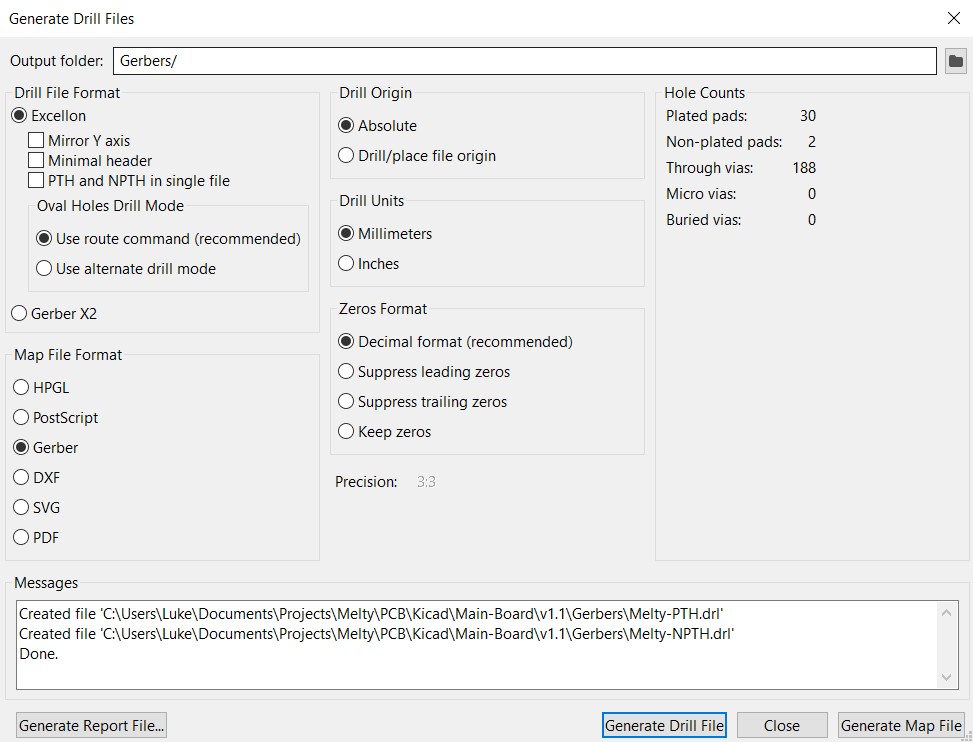 Generate Drill Files
Output folder: Gerbers/
Drill File Format
Excellon
Mirror Y axis
Minimal header
PTH and NPTH in single file
Oval Holes Drill Mode
Use route command (recommended)
Use alternate drill mode
Gerber X2
Map File Format
HPGL
PostScript
Gerber
DXF
SVG
PDF
Drill Origin
Absolute
Drill/place file origin
Drill Units
Millimeters
Inches
Zeros Format
Decimal format (recommended)
Suppress leading zeros
Suppress trailing zeros
Keep zeros
Precision: 3:3
Hole Counts
Plated pads: 30
Non-plated pads: 2
Through vias: 188
Micro vias: 0
Buried vias: 0
Messages
Created file 'C:\Users\Luke\Documents\Projects\Melty\PCB\Kicad\Main-Board\v1.1\Gerbers\Melty-PTH.drl'
Created file 'C:\Users\Luke\Documents\Projects\Melty\PCB\Kicad\Main-Board\v1.1\Gerbers\Melty-NPTH.drl'
Done.
Generate Report File... Generate Drill File Close Generate Map File